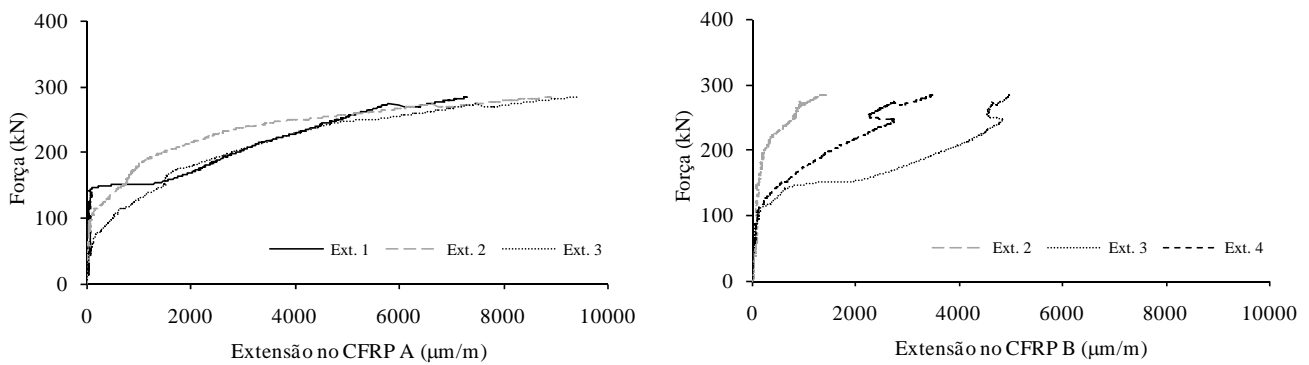 400
300
200
100
0
Força (kN)
Ext. 1 Ext. 2 Ext. 3
0 2000 4000 6000 8000 10000
Extensão no CFRP A (μm/m)
400
300
200
100
0
Força (kN)
Ext. 2 Ext. 3 Ext. 4
0 2000 4000 6000 8000 10000
Extensão no CFRP B (μm/m)